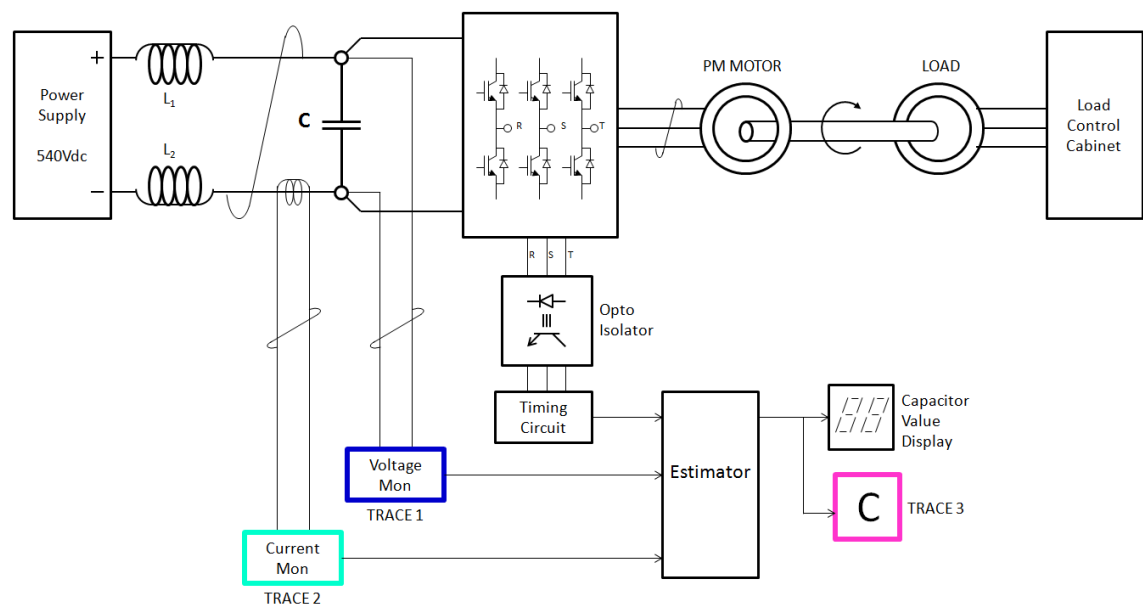 Power
Supply
540Vdc
+
−
L1
L2
C
R
S
T
PM MOTOR
LOAD
Load
Control
Cabinet
R
S
T
Opto
Isolator
Timing
Circuit
Voltage
Mon
TRACE 1
Current
Mon
TRACE 2
Estimator
Capacitor
Value
Display
C
TRACE 3